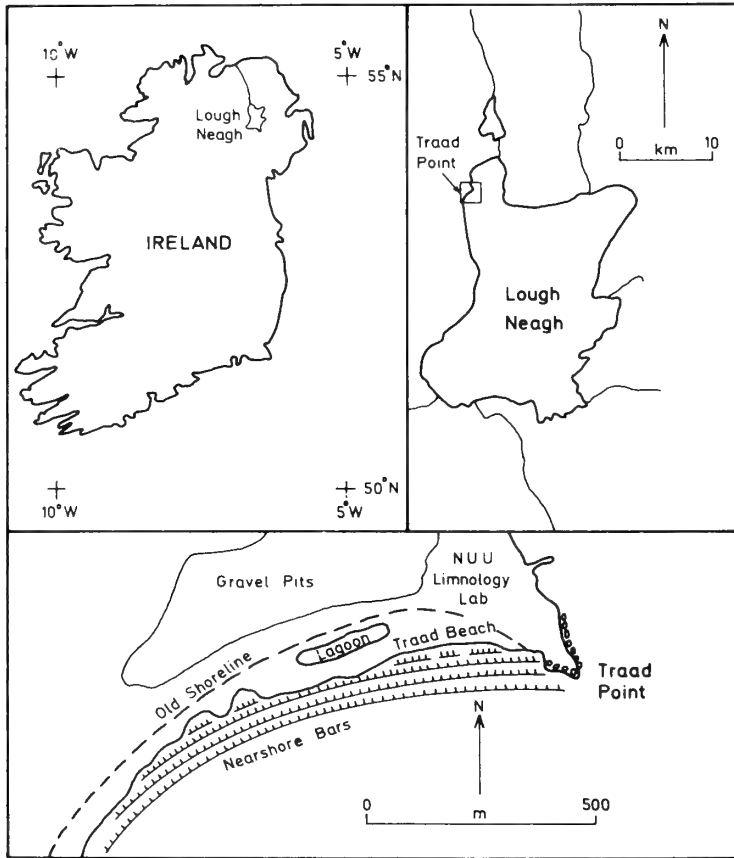 10°W
5°W
55°N
Lough
Neagh
IRELAND
50°N
10°W
5°W
N
0 10
km
Traad
Point
Lough
Neagh
NUU
Limnology
Lab
Gravel Pits
Lagoon
Traad Beach
Old Shoreline
Traad
Point
Nearshore Bars
N
0 500
m